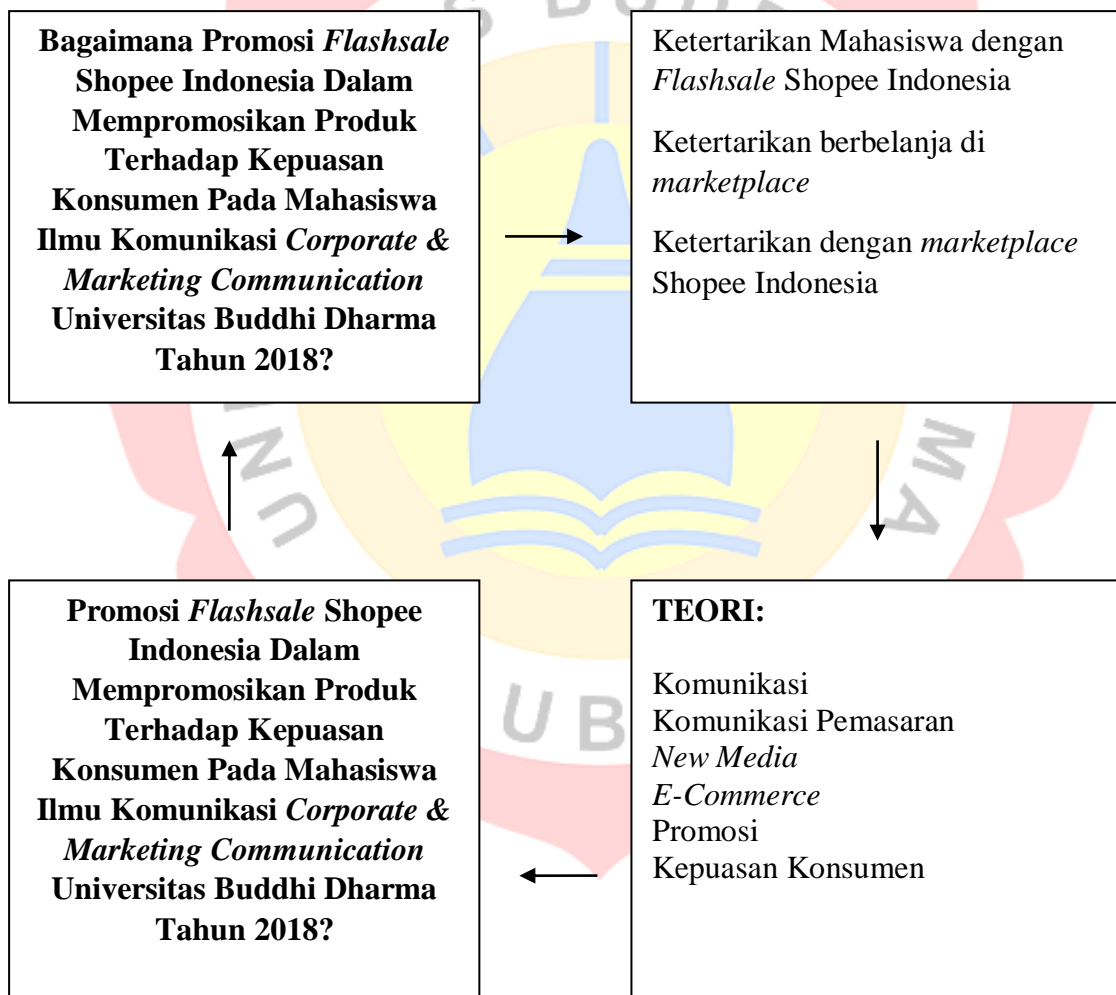 Bagaimana Promosi Flashsale
Shopee Indonesia Dalam
Mempromosikan Produk
Terhadap Kepuasan
Konsumen Pada Mahasiswa
Ilmu Komunikasi Corporate &
Marketing Communication
Universitas Buddhi Dharma
Tahun 2018?
Ketertarikan Mahasiswa dengan
Flashsale Shopee Indonesia
Ketertarikan berbelanja di
marketplace
Ketertarikan dengan marketplace
Shopee Indonesia
Promosi Flashsale Shopee
Indonesia Dalam
Mempromosikan Produk
Terhadap Kepuasan
Konsumen Pada Mahasiswa
Ilmu Komunikasi Corporate &
Marketing Communication
Universitas Buddhi Dharma
Tahun 2018?
TEORI:
Komunikasi
Komunikasi Pemasaran
New Media
E-Commerce
Promosi
Kepuasan Konsumen